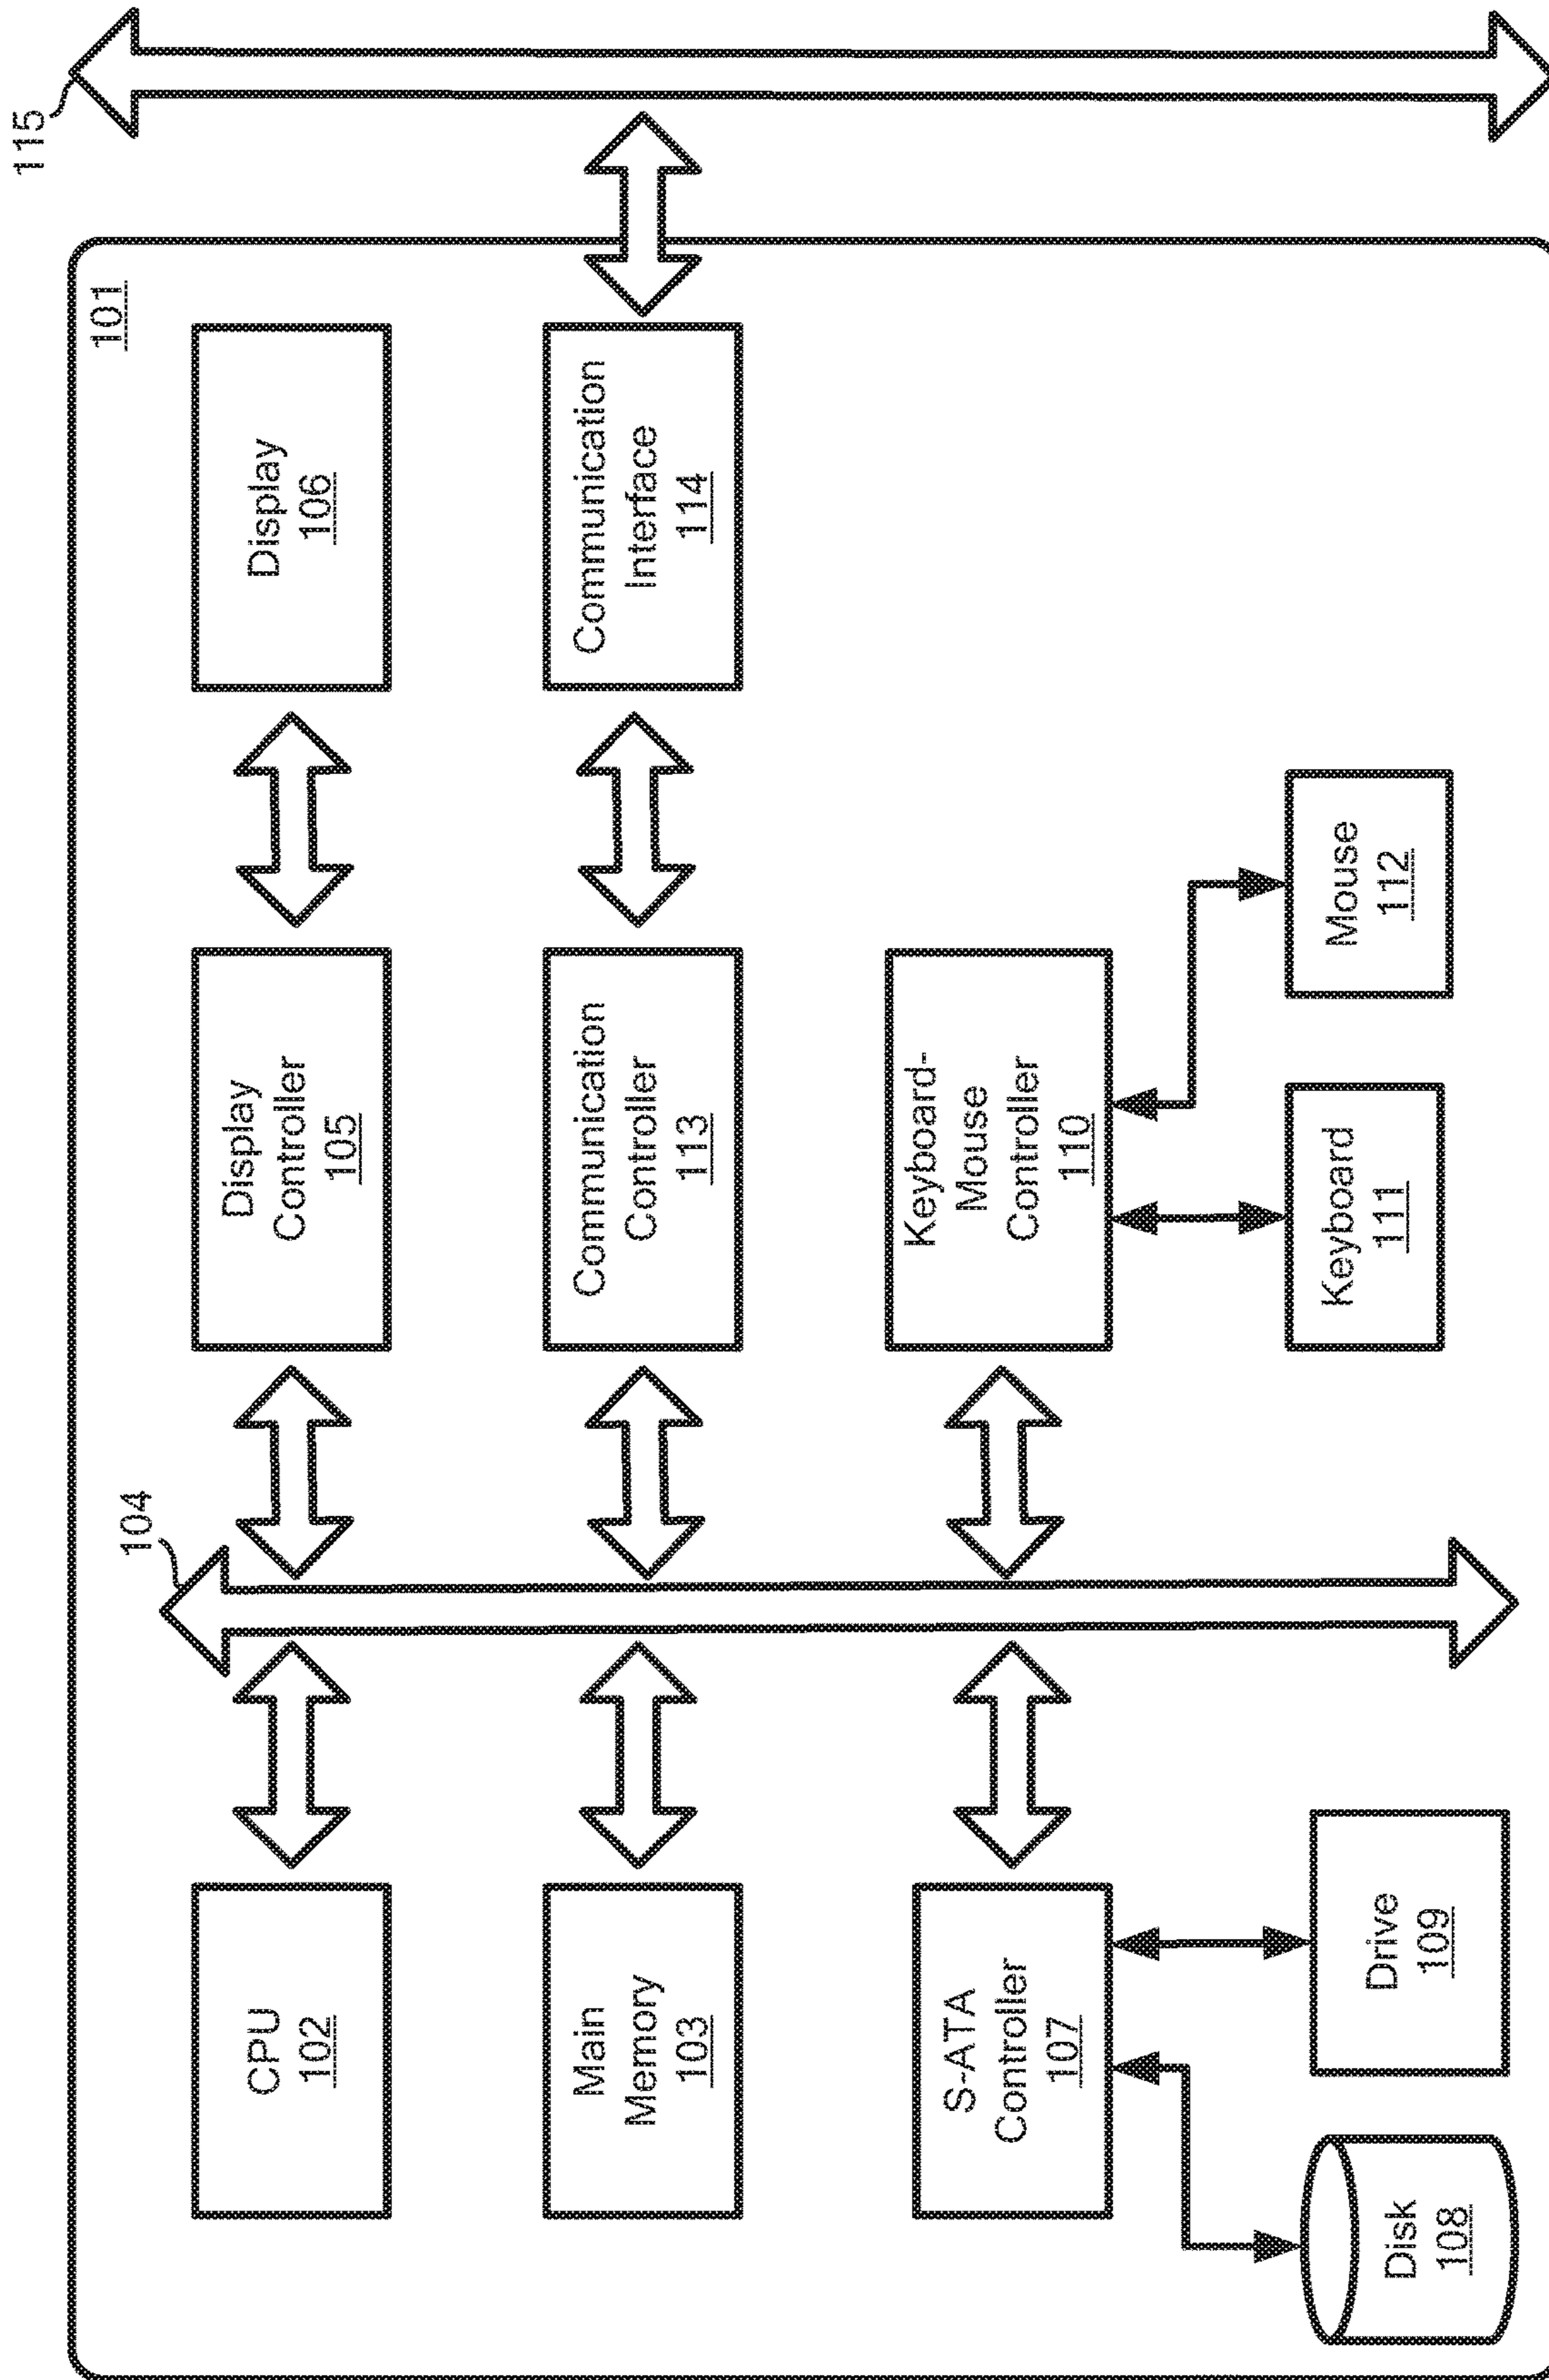 115
101
104
CPU
102
Display
Controller
105
Display
106
Main
Memory
103
Communication
Controller
113
Communication
Interface
114
S-ATA
Controller
107
Keyboard-
Mouse
Controller
110
Disk
108
Drive
109
Keyboard
111
Mouse
112